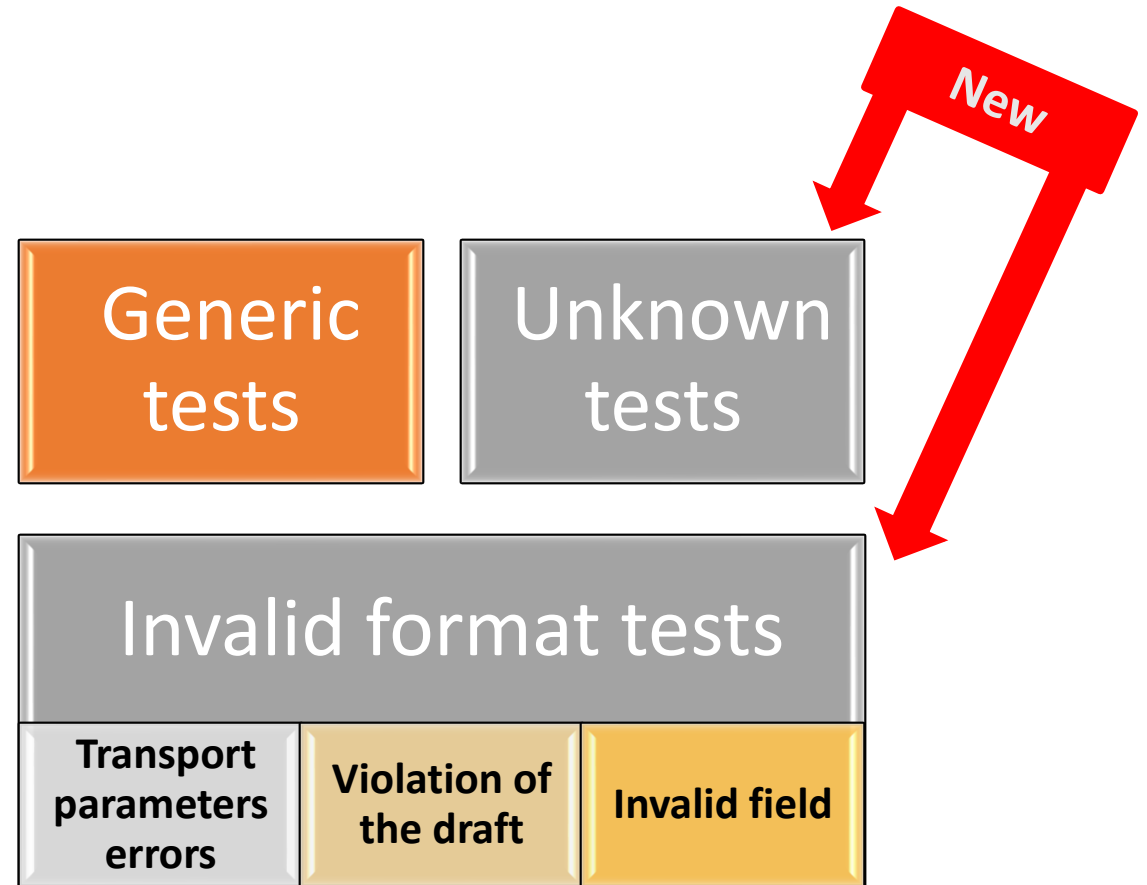 New
Generic
tests
Unknown
tests
Invalid format tests
Transport
parameters
errors
Violation of
the draft
Invalid field